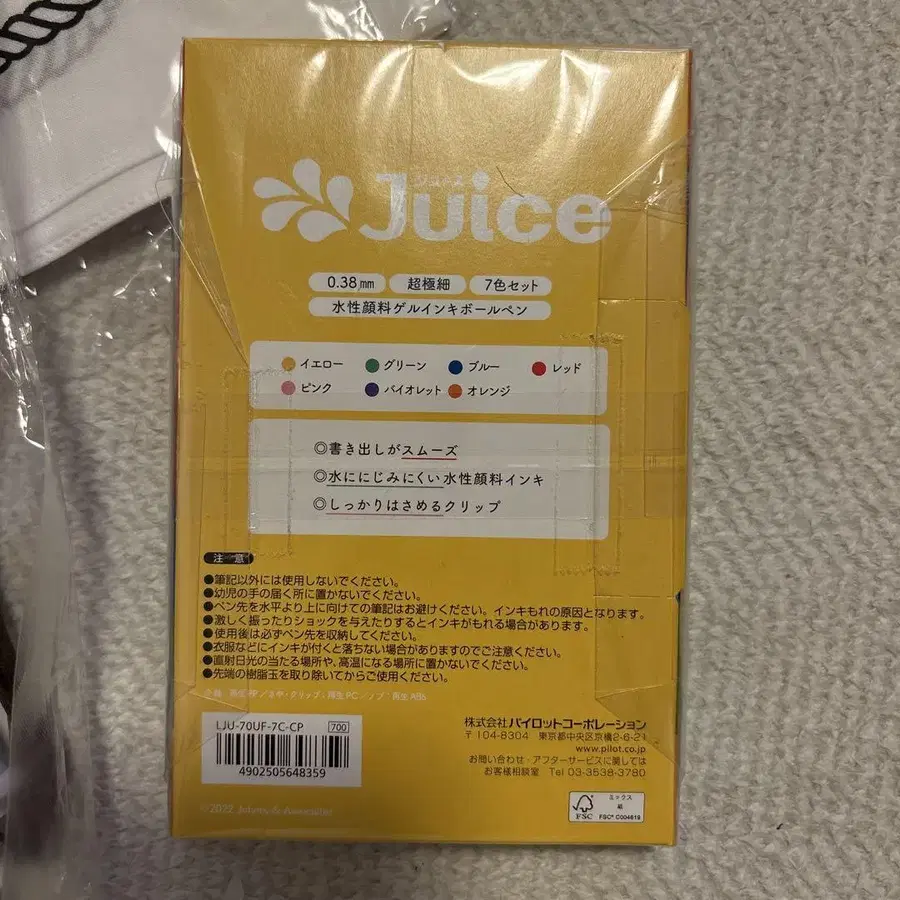 Juice
0.38mm 超極細 7色セット
水性顔料ゲルインキボールペン
イエロー グリーン ブルー レッド
ピンク バイオレット オレンジ
◎書き出しがスムーズ
◎水ににじみにくい水性顔料インキ
◎しっかりはさめるクリップ
注意
●筆記以外には使用しないでください。
●幼児の手の届く所に置かないでください。
●ペン先を水平より上に向けての筆記はお避けください。インキもれの原因となります。
●激しく振ったりショックを与えたりするとインキがもれる場合があります。
●使用後は必ずペン先を収納してください。
●衣服などにインキが付くと落ちない場合がありますのでご注意ください。
●直射日光の当たる場所や、高温になる場所に置かないでください。
●先端の樹脂玉を取り除いてからご使用ください。
LJU-70UF-7C-CP 700
4902505648359
株式会社 パイロットコーポレーション
〒104-8304 東京都中央区京橋2-6-21
www.pilot.co.jp
お問い合わせ・アフターサービスに関しては
お客様相談室 Tel 03-3538-3780
FSC
ミックス
紙
FSC® C004619
©2022